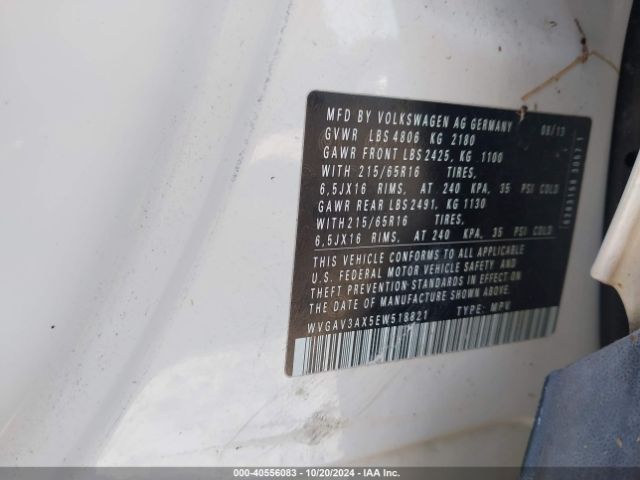 MFD BY VOLKSWAGEN AG GERMANY 08/13
GVWR LBS 4806 KG 2180
GAWR FRONT LBS 2425, KG 1100
WITH 215/65R16 TIRES,
6,5JX16 RIMS, AT 240 KPA, 35 PSI COLD
GAWR REAR LBS 2491, KG 1130
WITH 215/65R16 TIRES,
6,5JX16 RIMS, AT 240 KPA, 35 PSI COLD
THIS VEHICLE CONFORMS TO ALL APPLICABLE
U.S. FEDERAL MOTOR VEHICLE SAFETY AND
THEFT PREVENTION STANDARDS IN EFFECT ON
THE DATE OF MANUFACTURE SHOWN ABOVE.
WVGAV3AX5EW518821 TYPE: MPV
000-40556083 | 10/20/2024 | IAA Inc.